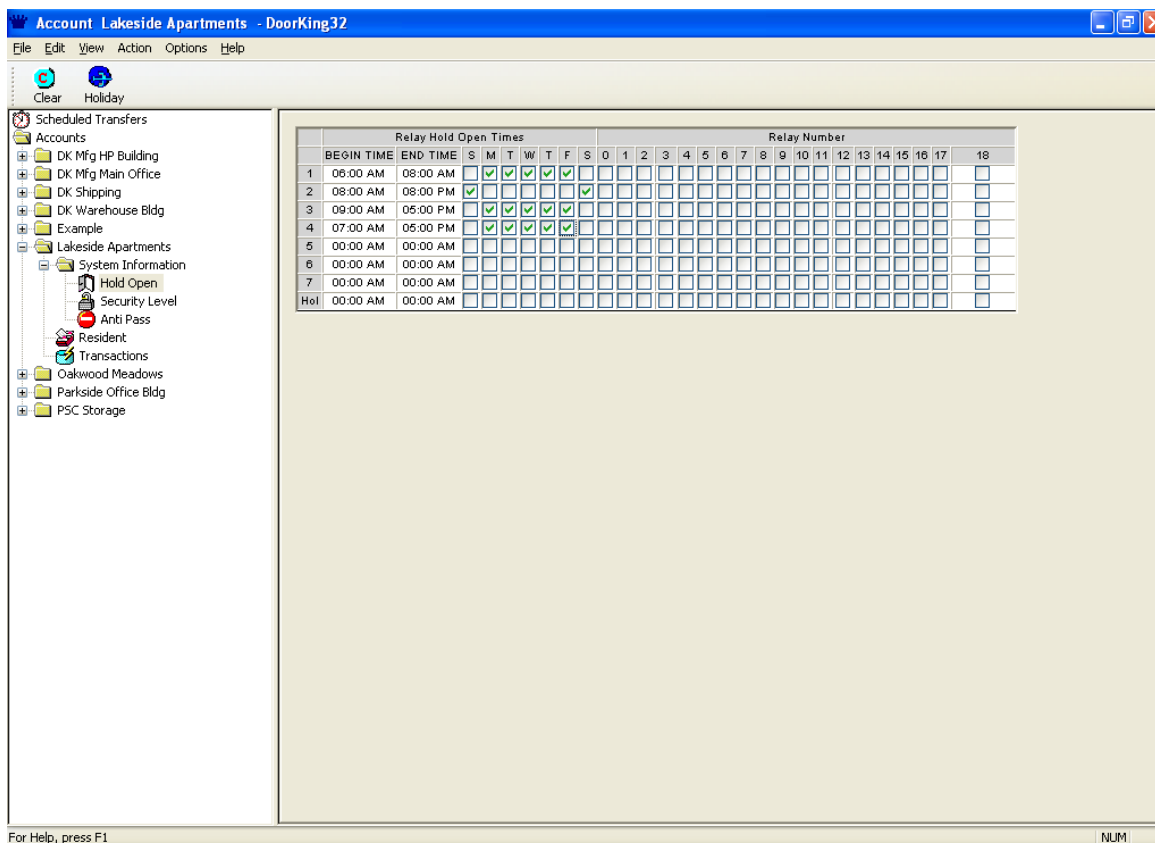 Account Lakeside Apartments - DoorKing32
File Edit View Action Options Help
C
Clear Holiday
Scheduled Transfers
Accounts
DK Mfg HP Building
DK Mfg Main Office
DK Shipping
DK Warehouse Bldg
Example
Lakeside Apartments
System Information
Hold Open
Security Level
Anti Pass
Resident
Transactions
Oakwood Meadows
Parkside Office Bldg
PSC Storage
Relay Hold Open Times Relay Number
BEGIN TIME END TIME S M T W T F S 0 1 2 3 4 5 6 7 8 9 10 11 12 13 14 15 16 17 18
1 06:00 AM 08:00 AM
2 08:00 AM 08:00 PM
3 09:00 AM 05:00 PM
4 07:00 AM 05:00 PM
5 00:00 AM 00:00 AM
6 00:00 AM 00:00 AM
7 00:00 AM 00:00 AM
Hol 00:00 AM 00:00 AM
For Help, press F1 NUM